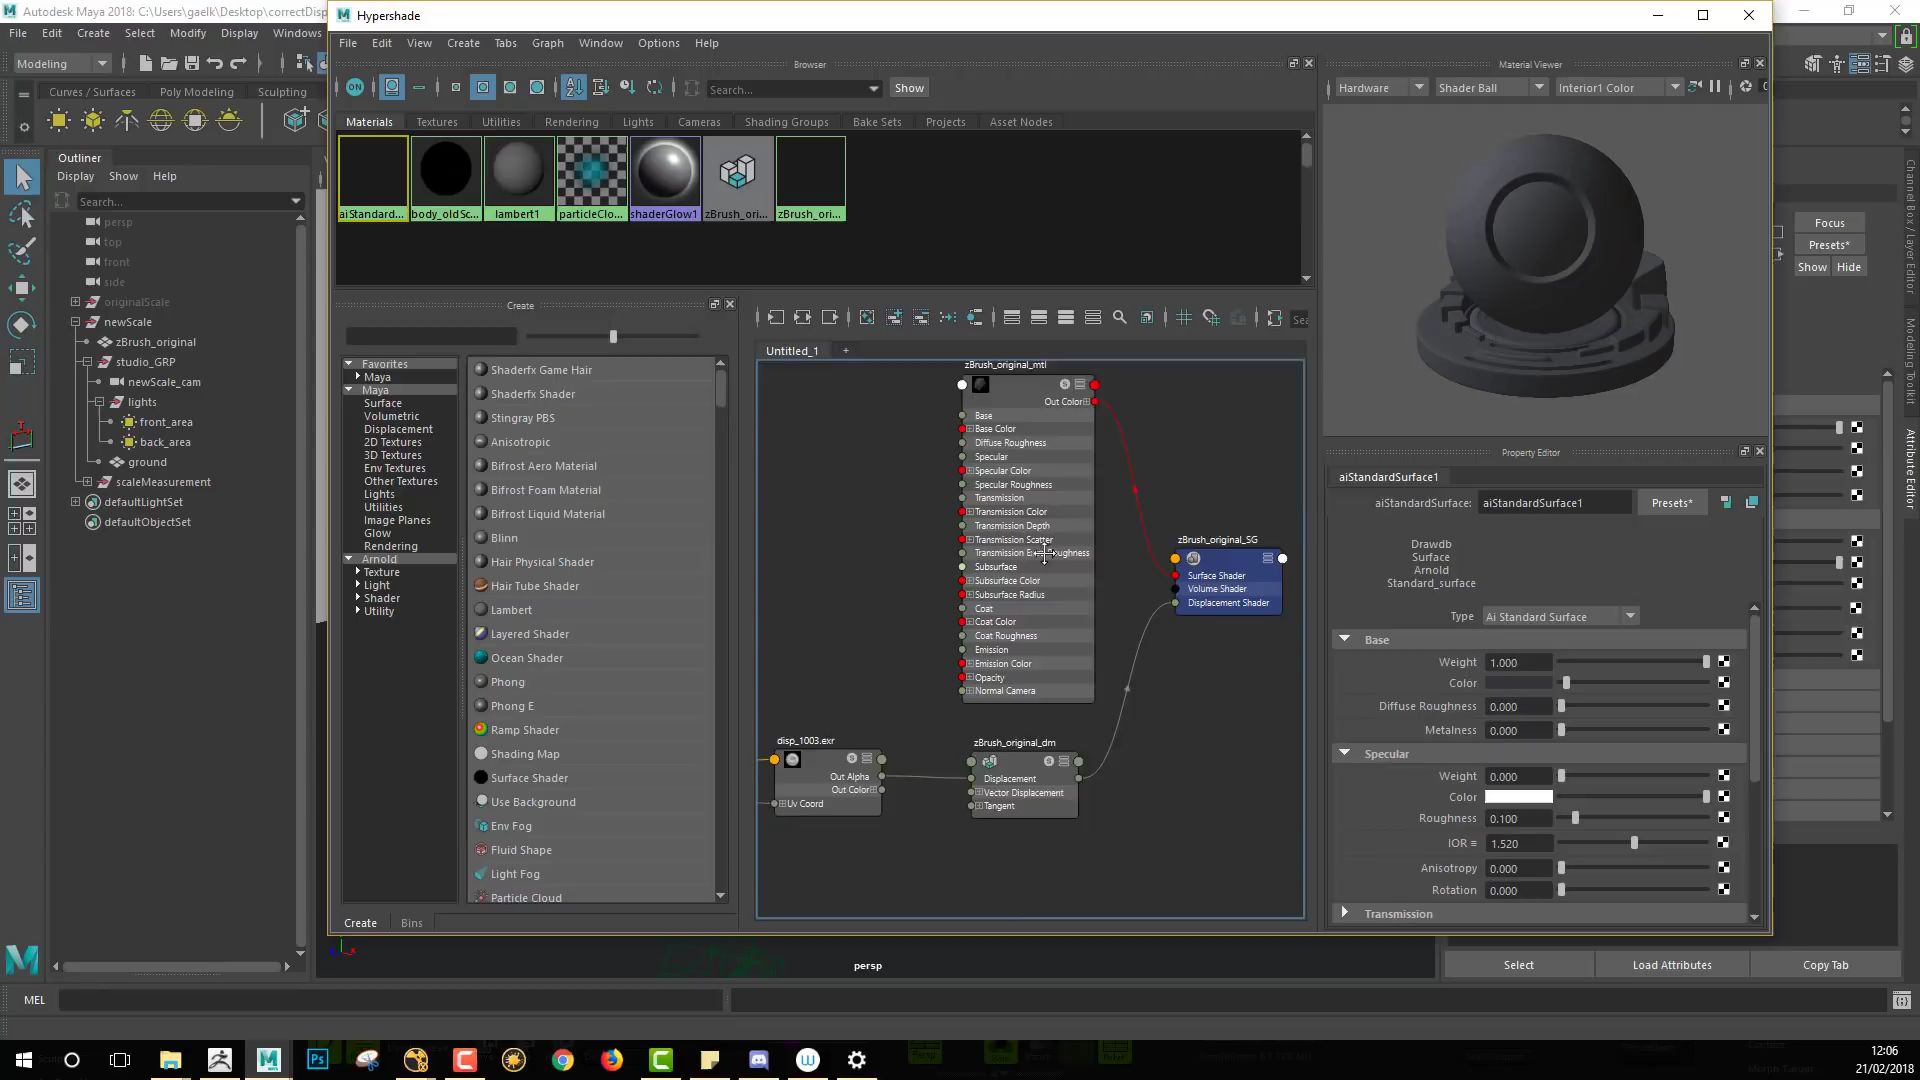 Autodesk Maya 2018: C:\Users\gaelk\Desktop\correctDisp
Hypershade
File Edit Create Select Modify Display Windows
File Edit View Create Tabs Graph Window Options Help
Modeling
Browser
Material Viewer
Curves / Surfaces Poly Modeling Sculpting
ON Search... Show
Hardware Shader Ball Interior1 Color
Materials Textures Utilities Rendering Lights Cameras Shading Groups Bake Sets Projects Asset Nodes
aiStandard... body_oldSc... lambert1 particleClo... shaderGlow1 zBrush_ori... zBrush_ori...
Outliner
Display Show Help
Search...
persp
top
front
side
originalScale
newScale
zBrush_original
studio_GRP
newScale_cam
lights
front_area
back_area
ground
scaleMeasurement
defaultLightSet
defaultObjectSet
Create
Favorites
Maya
Maya
Surface
Volumetric
Displacement
2D Textures
3D Textures
Env Textures
Other Textures
Lights
Utilities
Image Planes
Glow
Rendering
Arnold
Texture
Light
Shader
Utility
Shaderfx Game Hair
Shaderfx Shader
Stingray PBS
Anisotropic
Bifrost Aero Material
Bifrost Foam Material
Bifrost Liquid Material
Blinn
Hair Physical Shader
Hair Tube Shader
Lambert
Layered Shader
Ocean Shader
Phong
Phong E
Ramp Shader
Shading Map
Surface Shader
Use Background
Env Fog
Fluid Shape
Light Fog
Particle Cloud
Create Bins
Sea
Untitled_1 +
zBrush_original_mtl
Out Color
Base
Base Color
Diffuse Roughness
Specular
Specular Color
Specular Roughness
Transmission
Transmission Color
Transmission Depth
Transmission Scatter
Transmission Ex Roughness
Subsurface
Subsurface Color
Subsurface Radius
Coat
Coat Color
Coat Roughness
Emission
Emission Color
Opacity
Normal Camera
zBrush_original_SG
Surface Shader
Volume Shader
Displacement Shader
disp_1003.exr
Out Alpha
Out Color
Uv Coord
zBrush_original_dm
Displacement
Vector Displacement
Tangent
Property Editor
aiStandardSurface1
aiStandardSurface: aiStandardSurface1 Presets*
Drawdb
Surface
Arnold
Standard_surface
Type Ai Standard Surface
Base
Weight 1.000
Color
Diffuse Roughness 0.000
Metalness 0.000
Specular
Weight 0.000
Color
Roughness 0.100
IOR 1.520
Anisotropy 0.000
Rotation 0.000
Transmission
Focus
Presets*
Show Hide
Channel Box / Layer Editor
Modeling Toolkit
Attribute Editor
persp
Select Load Attributes Copy Tab
MEL
12:06
21/02/2018